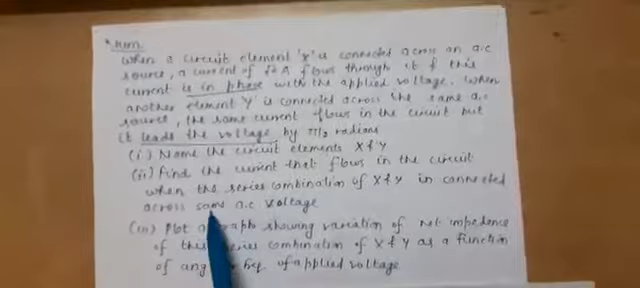 * Num
When a circuit element 'X' is connected across an a.c
source, a current of √2 A flows through it & this
current is in phase with the applied voltage. When
another element 'Y' is connected across the same a.c
source, the same current flows in the circuit but
it leads the voltage by π/2 radians
(i) Name the circuit elements X & Y
(ii) Find the current that flows in the circuit
when the series combination of X & Y is connected
across same a.c voltage
(iii) Plot a graph showing variation of net impedence
of this series combination of X & Y as a function
of freq of applied voltage